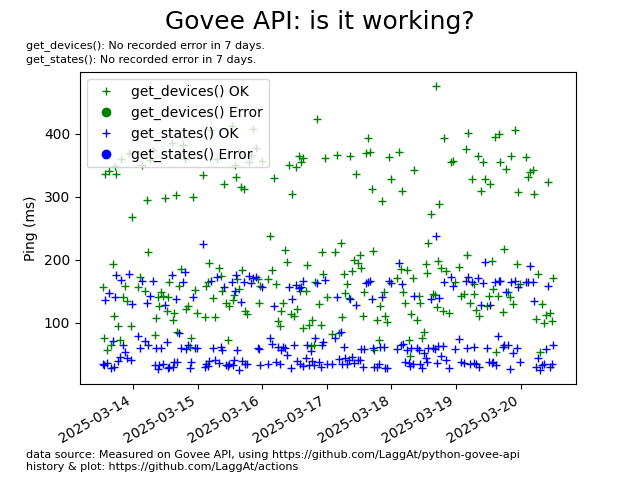 Govee API: is it working?
get_devices(): No recorded error in 7 days.
get_states(): No recorded error in 7 days.
get_devices() OK
get_devices() Error
get_states() OK
get_states() Error
Ping (ms)
400
300
200
100
2025-03-14
2025-03-15
2025-03-16
2025-03-17
2025-03-18
2025-03-19
2025-03-20
data source: Measured on Govee API, using https://github.com/LaggAt/python-govee-api
history & plot: https://github.com/LaggAt/actions